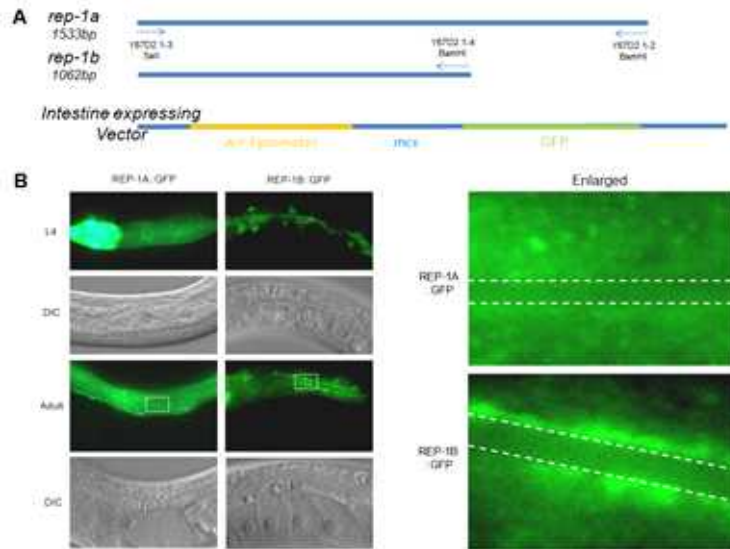 A
rep-1a
1533bp
Y67D2 1-3
SalI
Y67D2 1-4
BamHI
Y67D2 1-2
BamHI
rep-1b
1062bp
Intestine expressing
Vector
mcs
GFP
B
REP-1A::GFP
REP-1B::GFP
Enlarged
L4
DIC
Adult
DIC
REP-1A
GFP
REP-1B
GFP